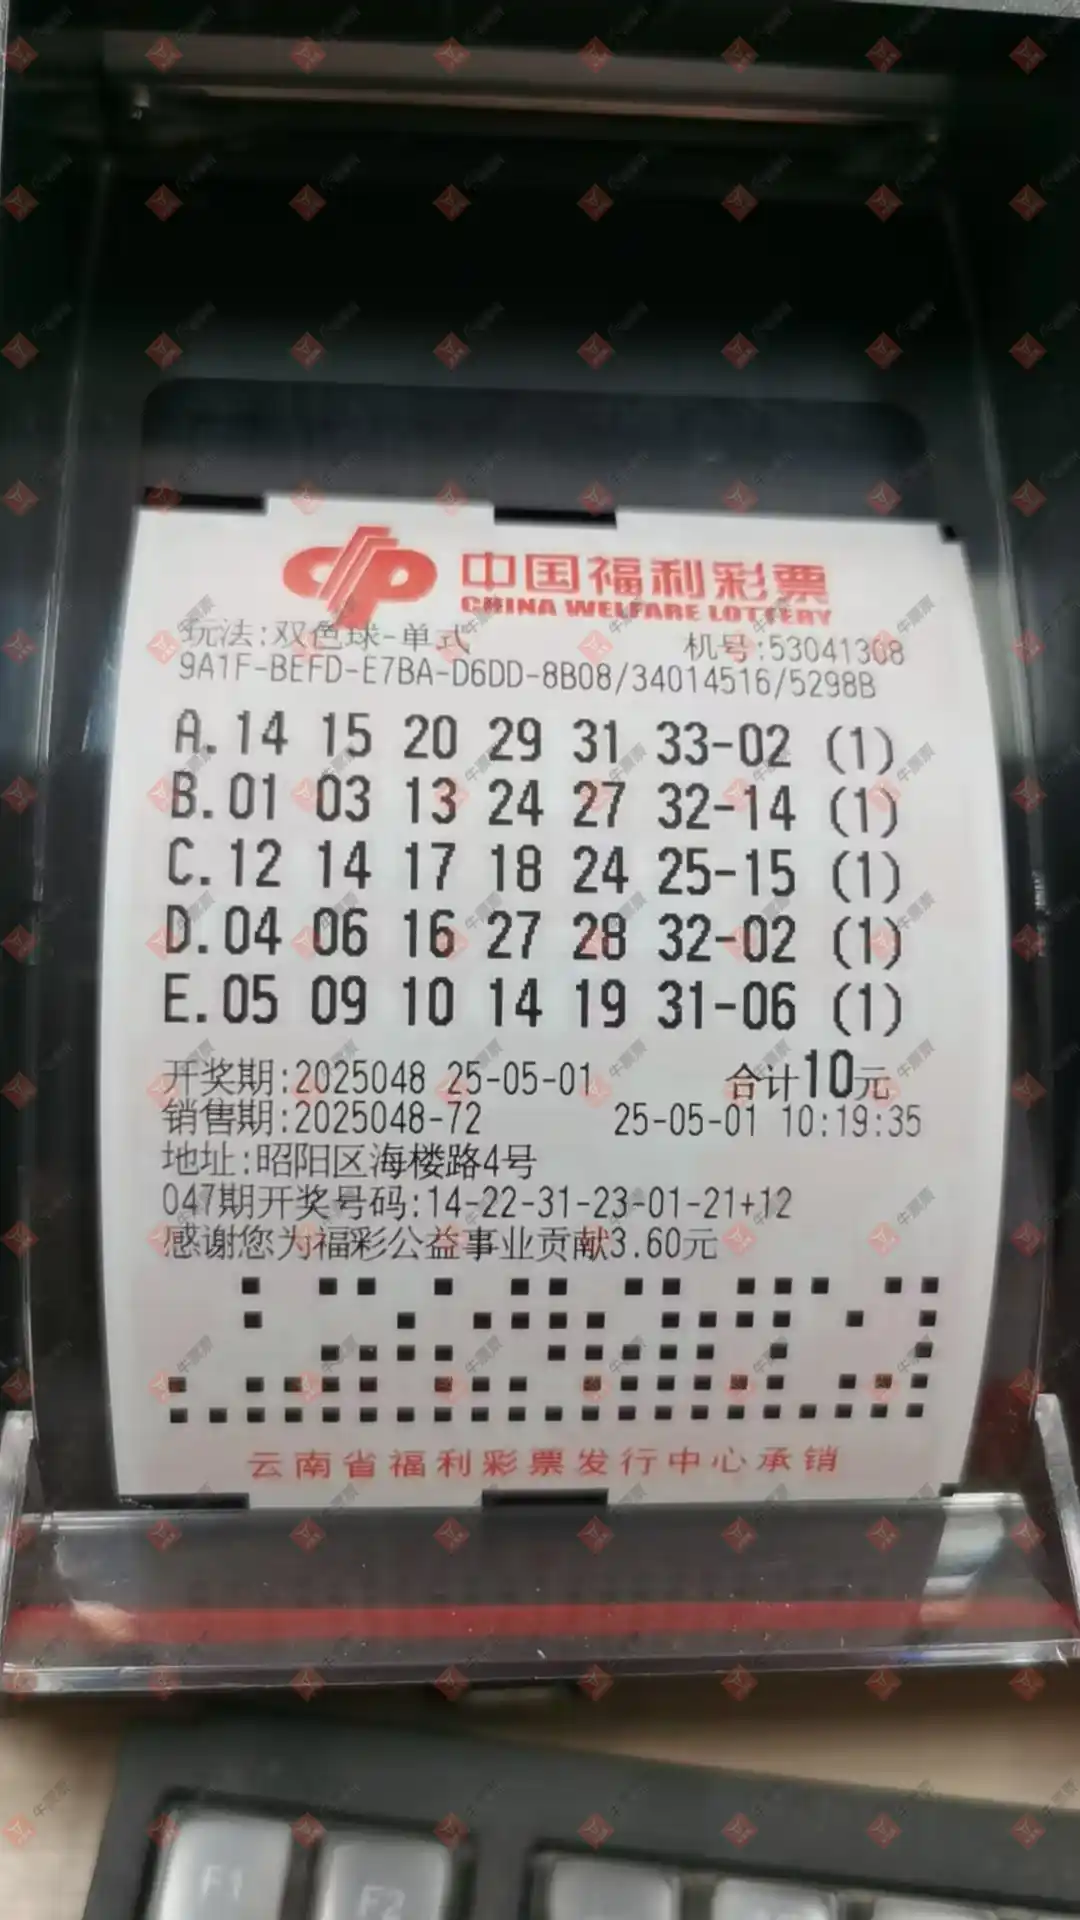 中国福利彩票
CHINA WELFARE LOTTERY
玩法:双色球-单式 机号:53041308
9A1F-BEFD-E7BA-D6DD-8B08/34014516/5298B
A.14 15 20 29 31 33-02 (1)
B.01 03 13 24 27 32-14 (1)
C.12 14 17 18 24 25-15 (1)
D.04 06 16 27 28 32-02 (1)
E.05 09 10 14 19 31-06 (1)
开奖期:2025048 25-05-01 合计10元
销售期:2025048-72 25-05-01 10:19:35
地址:昭阳区海楼路4号
047期开奖号码:14-22-31-23-01-21+12
感谢您为福彩公益事业贡献3.60元
云南省福利彩票发行中心承销
F1
F2